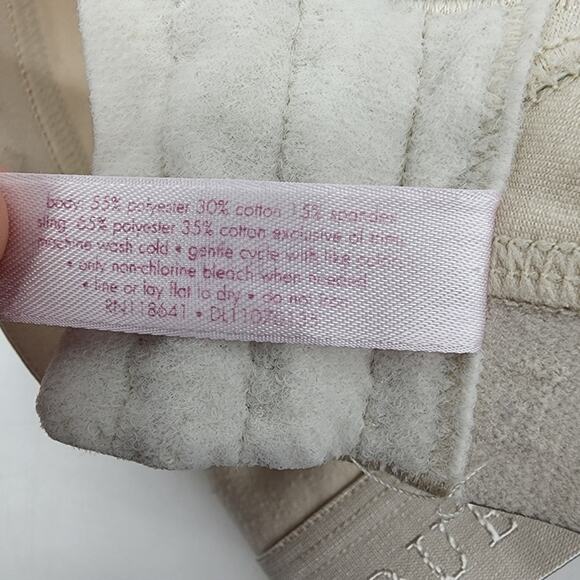 body: 55% polyester 30% cotton 15% spandex
sling: 65% polyester 35% cotton exclusive of trim
machine wash cold • gentle cycle with like colors
• only non-chlorine bleach when needed
• line or lay flat to dry • do not iron
RN118641